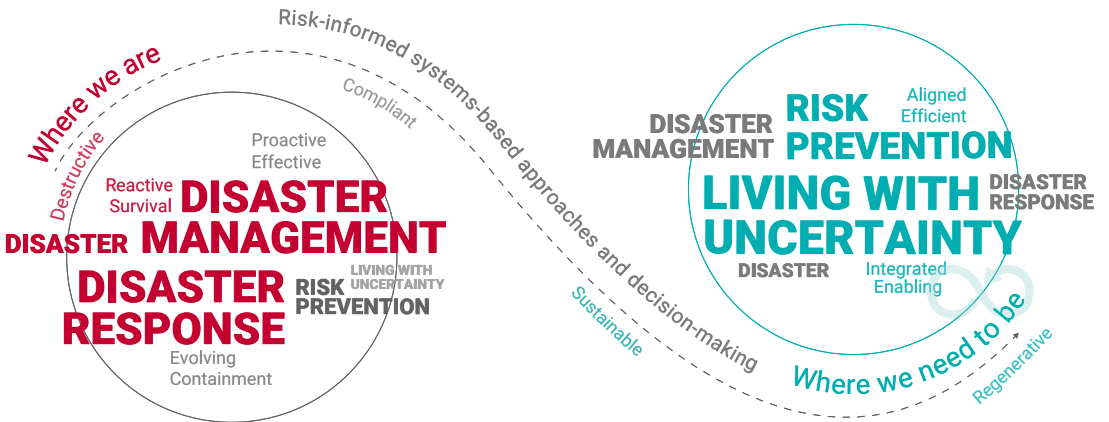 Where we are
Destructive
Risk-informed systems-based approaches and decision-making
Compliant
Proactive
Effective
Reactive
Survival
DISASTER
MANAGEMENT
DISASTER
DISASTER
RESPONSE
RISK
PREVENTION
LIVING WITH
UNCERTAINTY
Evolving
Containment
Sustainable
DISASTER
MANAGEMENT
RISK
PREVENTION
Aligned
Efficient
LIVING WITH
UNCERTAINTY
DISASTER
RESPONSE
DISASTER
Integrated
Enabling
Where we need to be
Regenerative